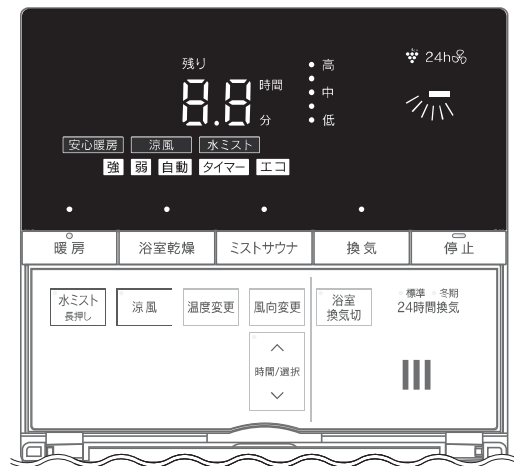 残り
8.8 時間 分
高
中
低
24h
安心暖房 涼風 水ミスト
強 弱 自動 タイマー エコ
暖房 浴室乾燥 ミストサウナ 換気 停止
水ミスト
長押し
涼風
温度変更
風向変更
浴室
換気切
標準 冬期
24時間換気
時間/選択